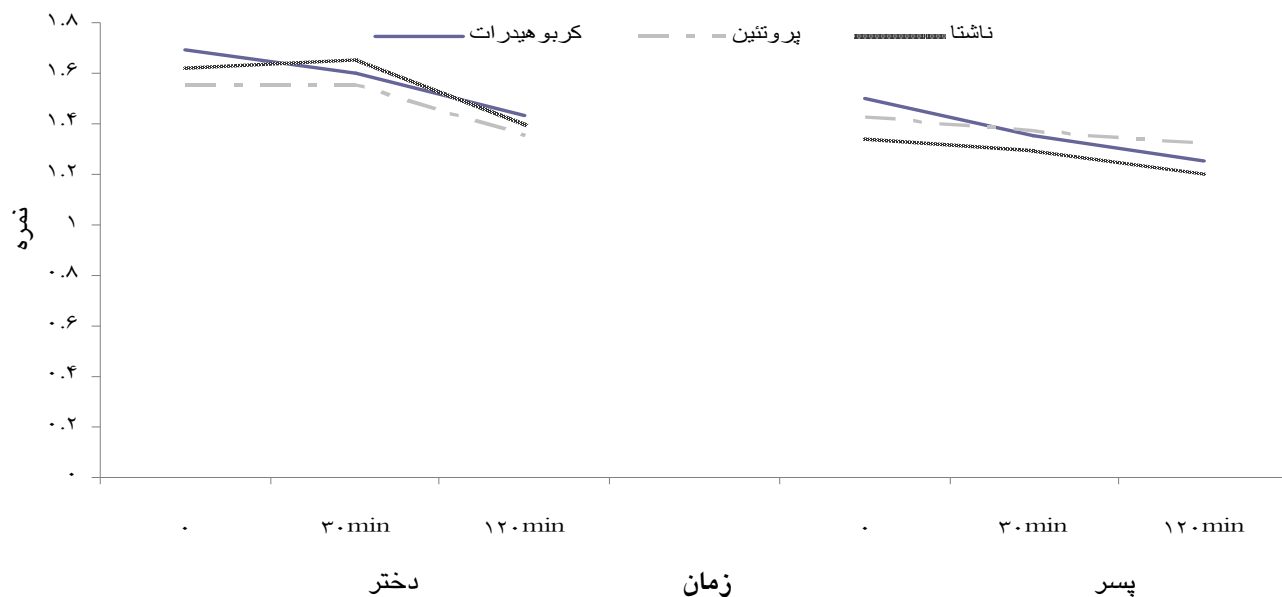 کربوهیدرات پروتئین ناشتا
۱.۸
۱.۶
۱.۴
۱.۲
۱
۰.۸
۰.۶
۰.۴
۰.۲
۰
نمره
۰ ۳۰min ۱۲۰min ۰ ۳۰min ۱۲۰min
دختر زمان پسر